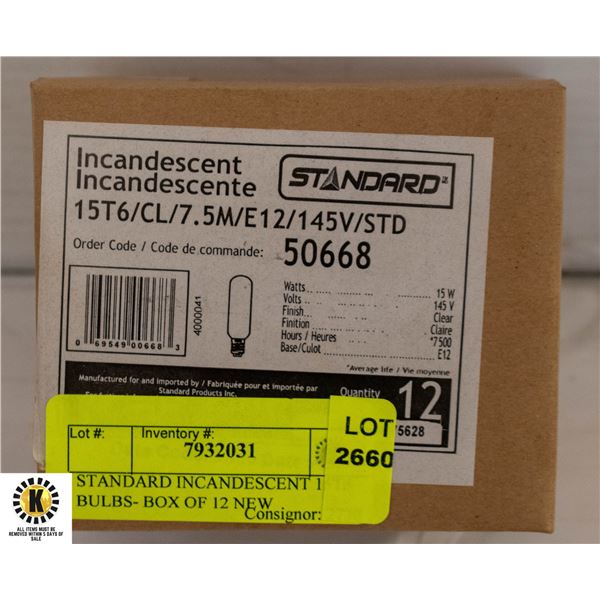 Incandescent
Incandescente
STANDARD
15T6/CL/7.5M/E12/145V/STD
Order Code / Code de commande: 50668
Watts 15 W
Volts 145 V
Finish Clear
Finition Claire
Hours / Heures *7500
Base/Culot E12
*Average life / Vie moyenne
4000041
0 69549 00668 3
Manufactured for and Imported by / Fabriquée pour et importée par
Standard Products Inc.
Quantity
12
5628
Lot #:
Inventory #:
7932031
LOT
2660
STANDARD INCANDESCENT
BULBS- BOX OF 12 NEW
Consignor:
K
ALL ITEMS MUST BE
REMOVED WITHIN 5 DAYS OF
SALE